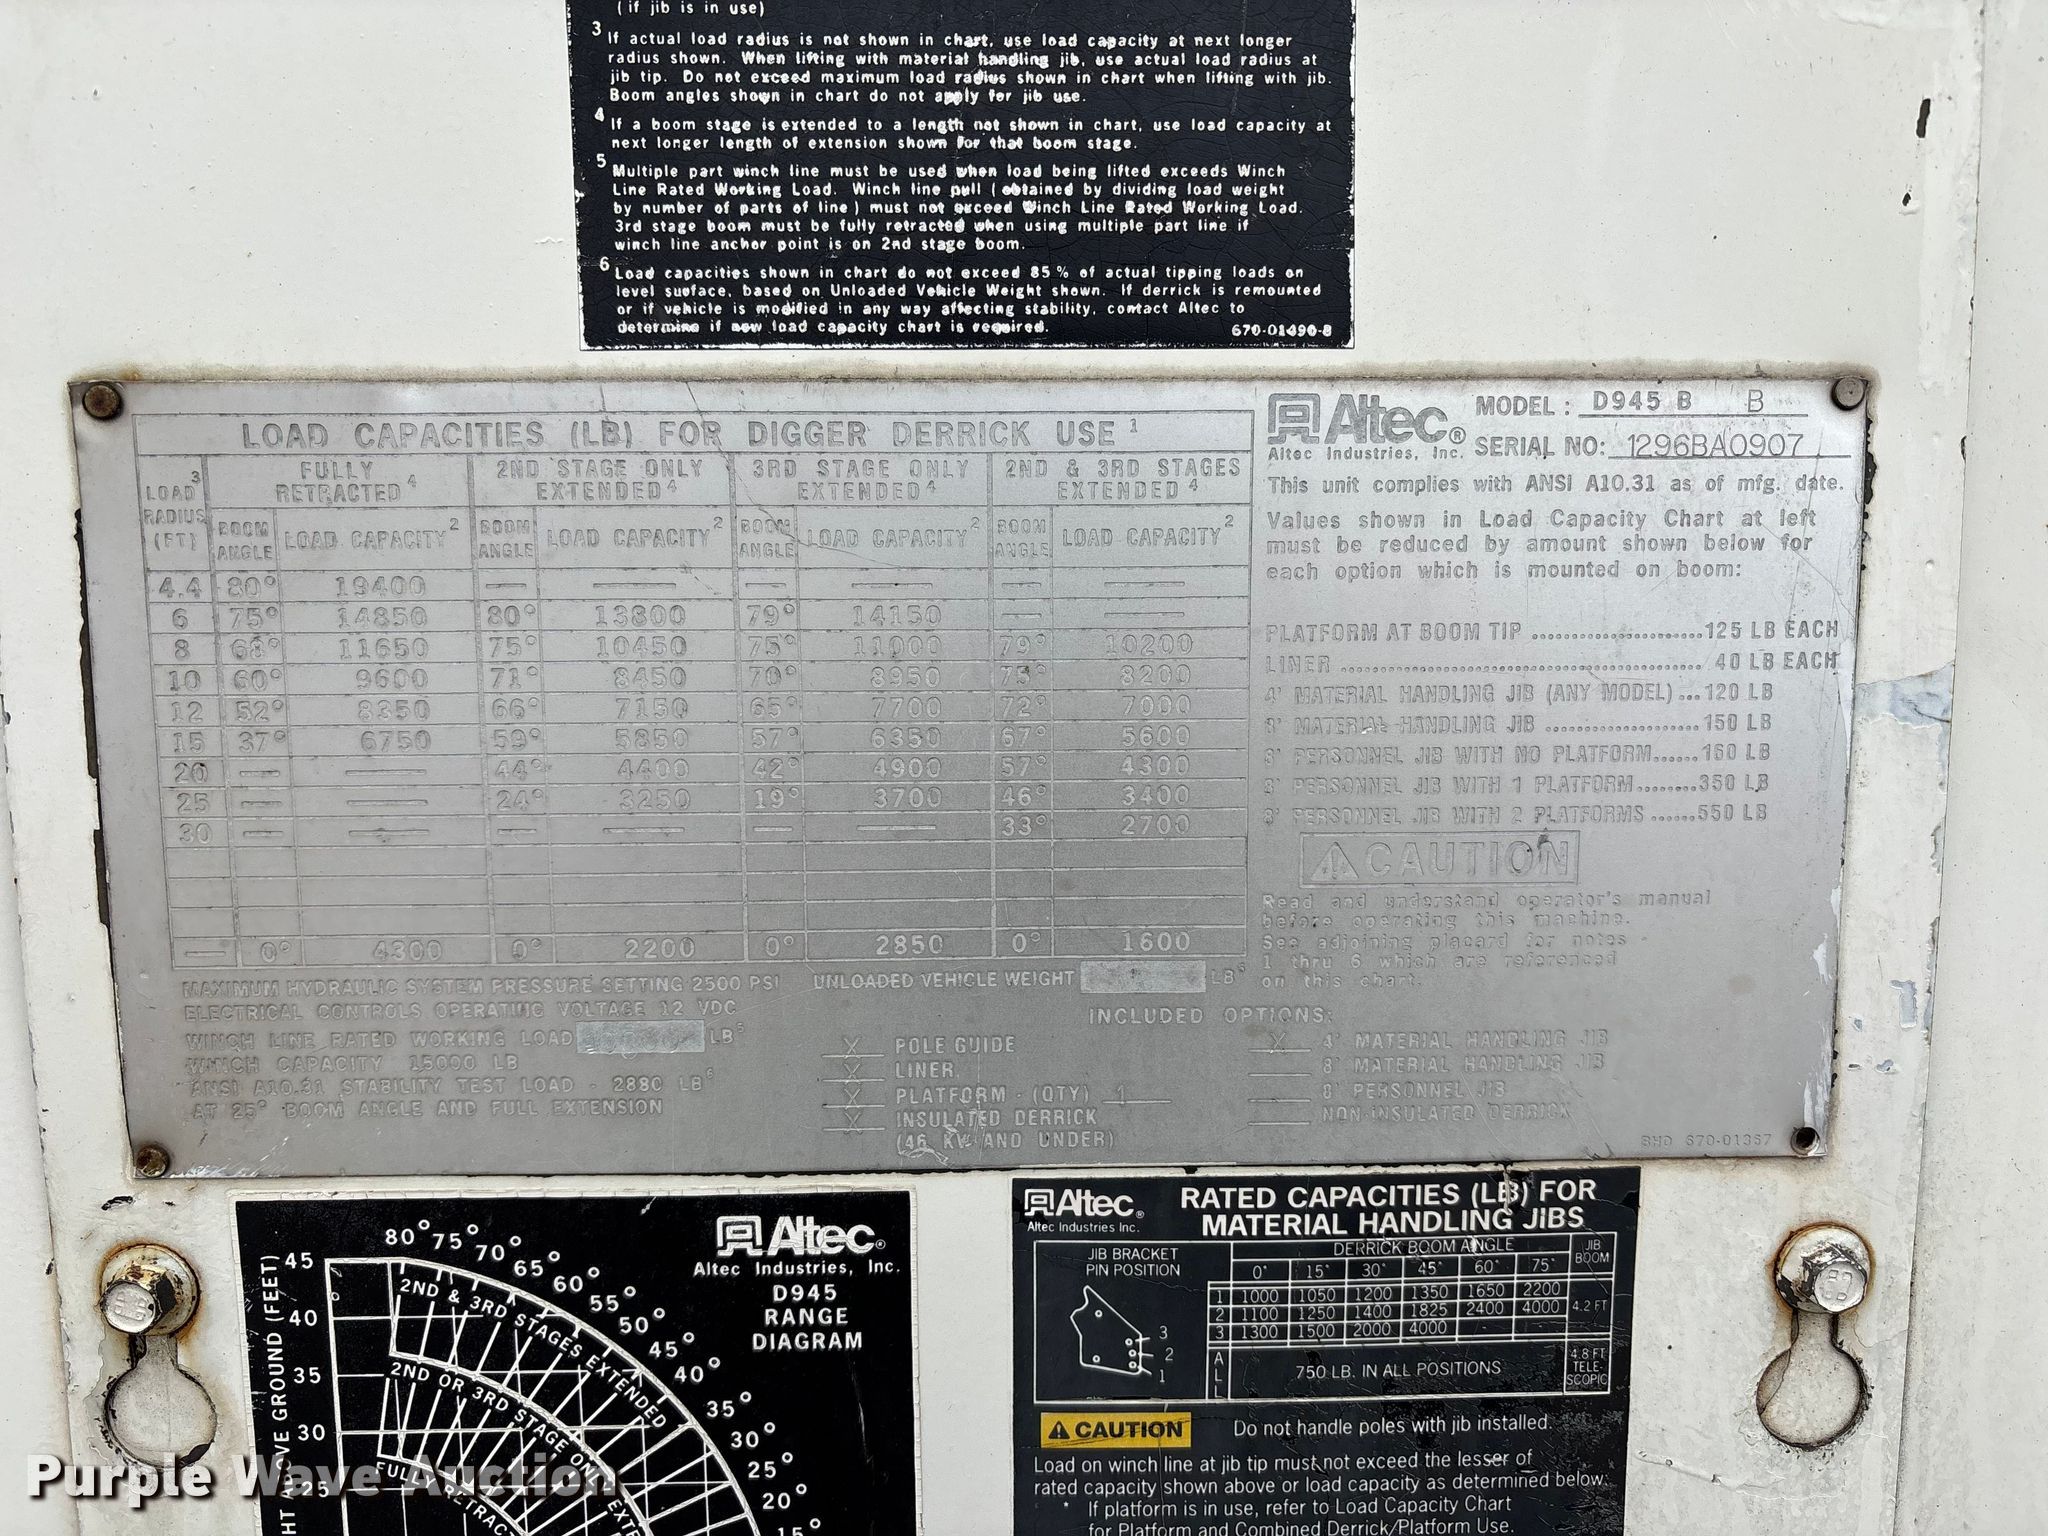 (if jib is in use)
3 If actual load radius is not shown in chart, use load capacity at next longer
radius shown. When lifting with material handling jib, use actual load radius at
jib tip. Do not exceed maximum load radius shown in chart when lifting with jib.
Boom angles shown in chart do not apply for jib use.
4 If a boom stage is extended to a length not shown in chart, use load capacity at
next longer length of extension shown for that boom stage.
5 Multiple part winch line must be used when load being lifted exceeds Winch
Line Rated Working Load. Winch line pull (obtained by dividing load weight
by number of parts of line) must not exceed Winch Line Rated Working Load.
3rd stage boom must be fully retracted when using multiple part line if
winch line anchor point is on 2nd stage boom.
6 Load capacities shown in chart do not exceed 85% of actual tipping loads on
level surface, based on Unloaded Vehicle Weight shown. If derrick is remounted
or if vehicle is modified in any way affecting stability, contact Altec to
determine if new load capacity chart is required. 670-01490-8
LOAD CAPACITIES (LB) FOR DIGGER DERRICK USE 1
LOAD 3 RADIUS (FT) FULLY RETRACTED 4 2ND STAGE ONLY EXTENDED 4 3RD STAGE ONLY EXTENDED 4 2ND & 3RD STAGES EXTENDED 4
BOOM ANGLE LOAD CAPACITY 2 BOOM ANGLE LOAD CAPACITY 2 BOOM ANGLE LOAD CAPACITY 2 BOOM ANGLE LOAD CAPACITY 2
4.4 80° 19400 — — — — — —
6 75° 14850 80° 13800 79° 14150 — —
8 68° 11650 75° 10450 75° 11000 79° 10200
10 60° 9600 71° 8450 70° 8950 75° 8200
12 52° 8350 66° 7150 65° 7700 72° 7000
15 37° 6750 59° 5850 57° 6350 67° 5600
20 — — 44° 4400 42° 4900 57° 4300
25 — — 24° 3250 19° 3700 46° 3400
30 — — — — — — 33° 2700
— 0° 4300 0° 2200 0° 2850 0° 1600
MAXIMUM HYDRAULIC SYSTEM PRESSURE SETTING 2500 PSI UNLOADED VEHICLE WEIGHT LB 6
ELECTRICAL CONTROLS OPERATING VOLTAGE 12 VDC
WINCH LINE RATED WORKING LOAD LB 5
WINCH CAPACITY 15000 LB
ANSI A10.31 STABILITY TEST LOAD - 2880 LB 6
AT 25° BOOM ANGLE AND FULL EXTENSION
INCLUDED OPTIONS:
X POLE GUIDE
X LINER
X PLATFORM - (QTY) 1
X INSULATED DERRICK
(46 KV AND UNDER)
X 4' MATERIAL HANDLING JIB
8' MATERIAL HANDLING JIB
8' PERSONNEL JIB
NON-INSULATED DERRICK
BHD 670-01367
Altec®
Altec Industries, Inc.
MODEL: D945 B B
SERIAL NO: 1296BA0907
This unit complies with ANSI A10.31 as of mfg. date.
Values shown in Load Capacity Chart at left
must be reduced by amount shown below for
each option which is mounted on boom:
PLATFORM AT BOOM TIP ......................125 LB EACH
LINER .............................................. 40 LB EACH
4' MATERIAL HANDLING JIB (ANY MODEL) ...120 LB
8' MATERIAL HANDLING JIB ....................150 LB
8' PERSONNEL JIB WITH NO PLATFORM......160 LB
8' PERSONNEL JIB WITH 1 PLATFORM........350 LB
8' PERSONNEL JIB WITH 2 PLATFORMS ......550 LB
CAUTION
Read and understand operator's manual
before operating this machine.
See adjoining placard for notes
1 thru 6 which are referenced
on this chart.
Altec®
Altec Industries, Inc.
D945
RANGE
DIAGRAM
80° 75° 70° 65° 60° 55° 50° 45° 40° 35° 30° 25° 20° 15°
45
40
35
30
25
HT ABOVE GROUND (FEET)
2ND & 3RD STAGES EXTENDED
2ND OR 3RD STAGE ONLY EXTE
FULLY RETRACT
Altec®
Altec Industries Inc.
RATED CAPACITIES (LB) FOR
MATERIAL HANDLING JIBS
JIB BRACKET
PIN POSITION
3
2
1
DERRICK BOOM ANGLE JIB BOOM
0° 15° 30° 45° 60° 75°
1 1000 1050 1200 1350 1650 2200
2 1100 1250 1400 1825 2400 4000 4.2 FT
3 1300 1500 2000 4000 - -
ALL 750 LB. IN ALL POSITIONS 4.8 FT TELE-SCOPIC
CAUTION Do not handle poles with jib installed.
Load on winch line at jib tip must not exceed the lesser of
rated capacity shown above or load capacity as determined below:
* If platform is in use, refer to Load Capacity Chart
for Platform and Combined Derrick/Platform Use.
Purple Wave Auction